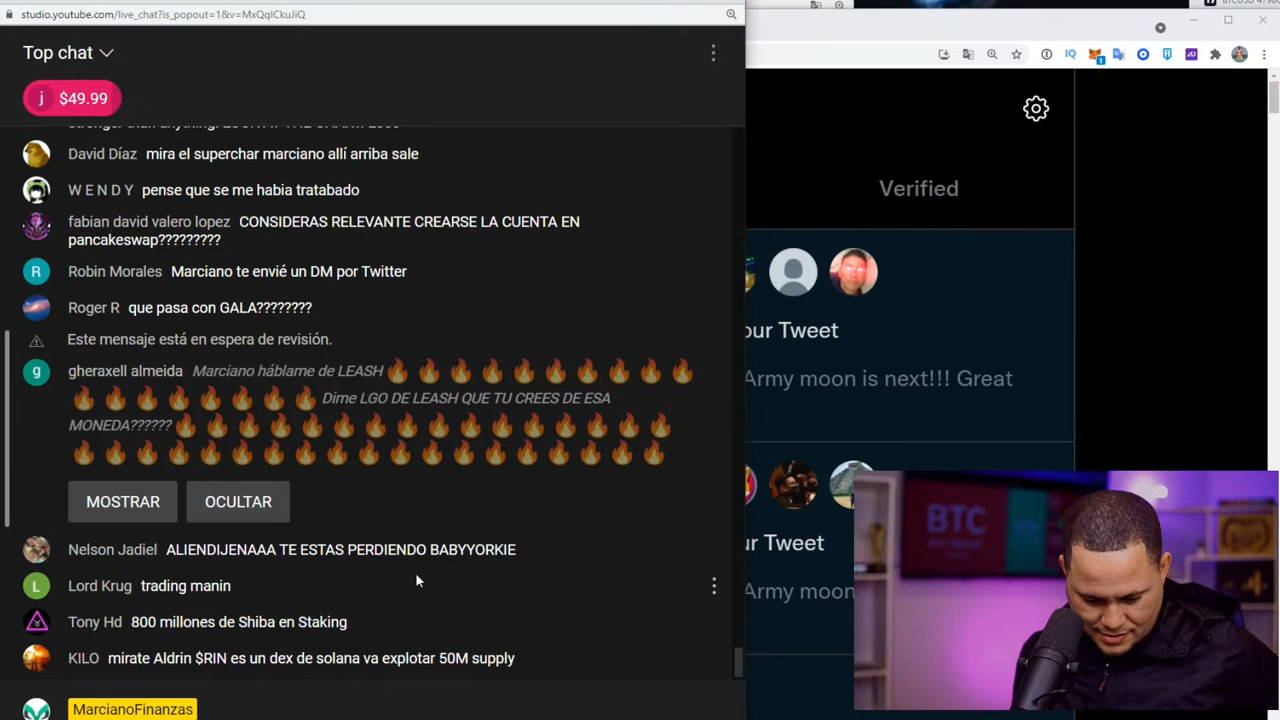 studio.youtube.com/live_chat?is_popout=1&v=MxQqlCkuJiQ
Top chat
j $49.99
David Díaz mira el superchar marciano allí arriba sale
W E N D Y pense que se me habia tratabado
fabian david valero lopez CONSIDERAS RELEVANTE CREARSE LA CUENTA EN
pancakeswap?????????
R Robin Morales Marciano te envié un DM por Twitter
Roger R que pasa con GALA????????
Este mensaje está en espera de revisión.
g gheraxell almeida Marciano háblame de LEASH 🔥🔥🔥🔥🔥🔥🔥🔥🔥🔥
🔥🔥🔥🔥🔥🔥🔥🔥 Dime LGO DE LEASH QUE TU CREES DE ESA
MONEDA?????? 🔥🔥🔥🔥🔥🔥🔥🔥🔥🔥🔥🔥🔥🔥🔥🔥
🔥🔥🔥🔥🔥🔥🔥🔥🔥🔥🔥🔥🔥🔥🔥🔥🔥🔥🔥
MOSTRAR OCULTAR
Nelson Jadiel ALIENDIJENAAA TE ESTAS PERDIENDO BABYYORKIE
L Lord Krug trading manin
Tony Hd 800 millones de Shiba en Staking
KILO mirate Aldrin $RIN es un dex de solana va explotar 50M supply
MarcianoFinanzas
IQ
1
Verified
our Tweet
Army moon is next!!! Great
our Tweet
Army moon
BTC